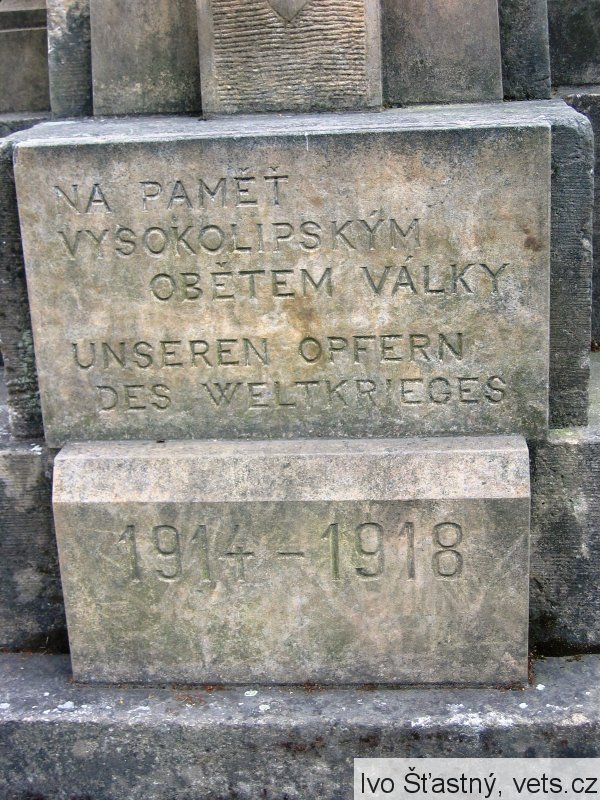 NA PAMĚŤ
VYSOKOLIPSKÝM
OBĚTEM VÁLKY
UNSEREN OPFERN
DES WELTKRIEGES
1914 - 1918
Ivo Šťastný, vets.cz